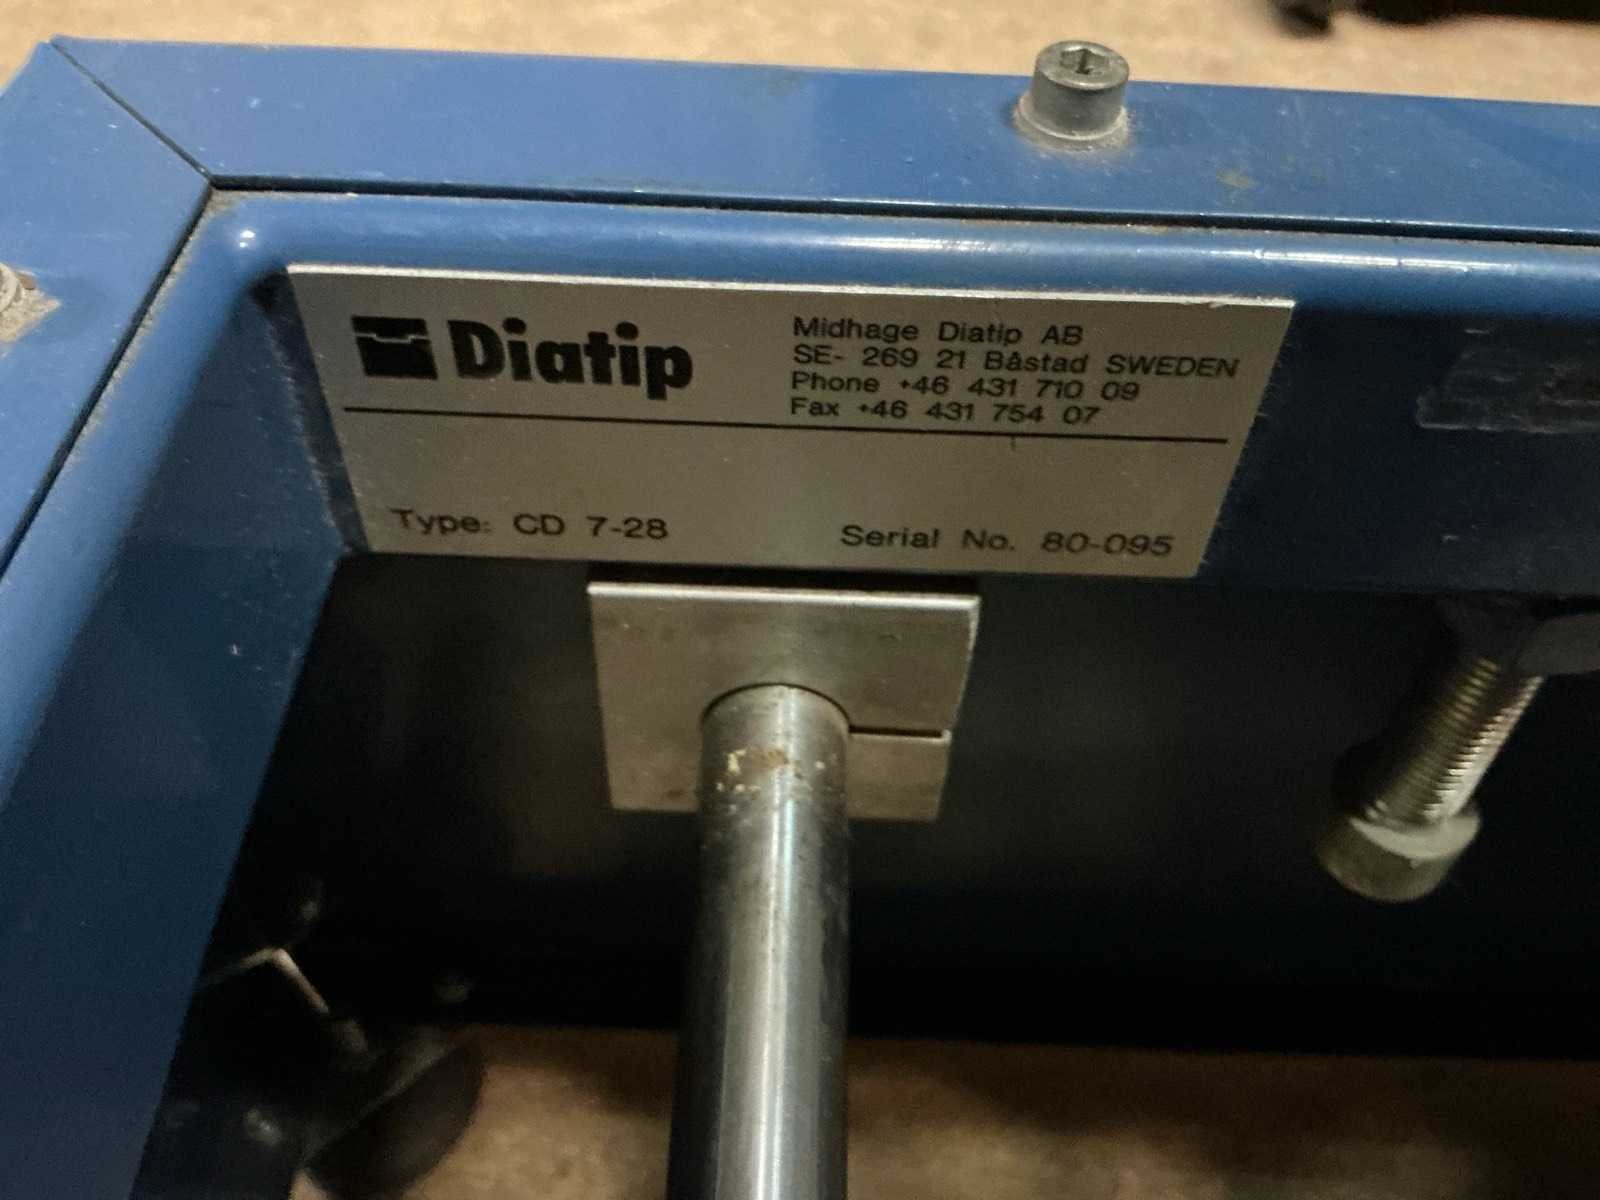 Diatip
Midhage Diatip AB
SE- 269 21 Båstad SWEDEN
Phone +46 431 710 09
Fax +46 431 754 07
Type: CD 7-28
Serial No. 80-095